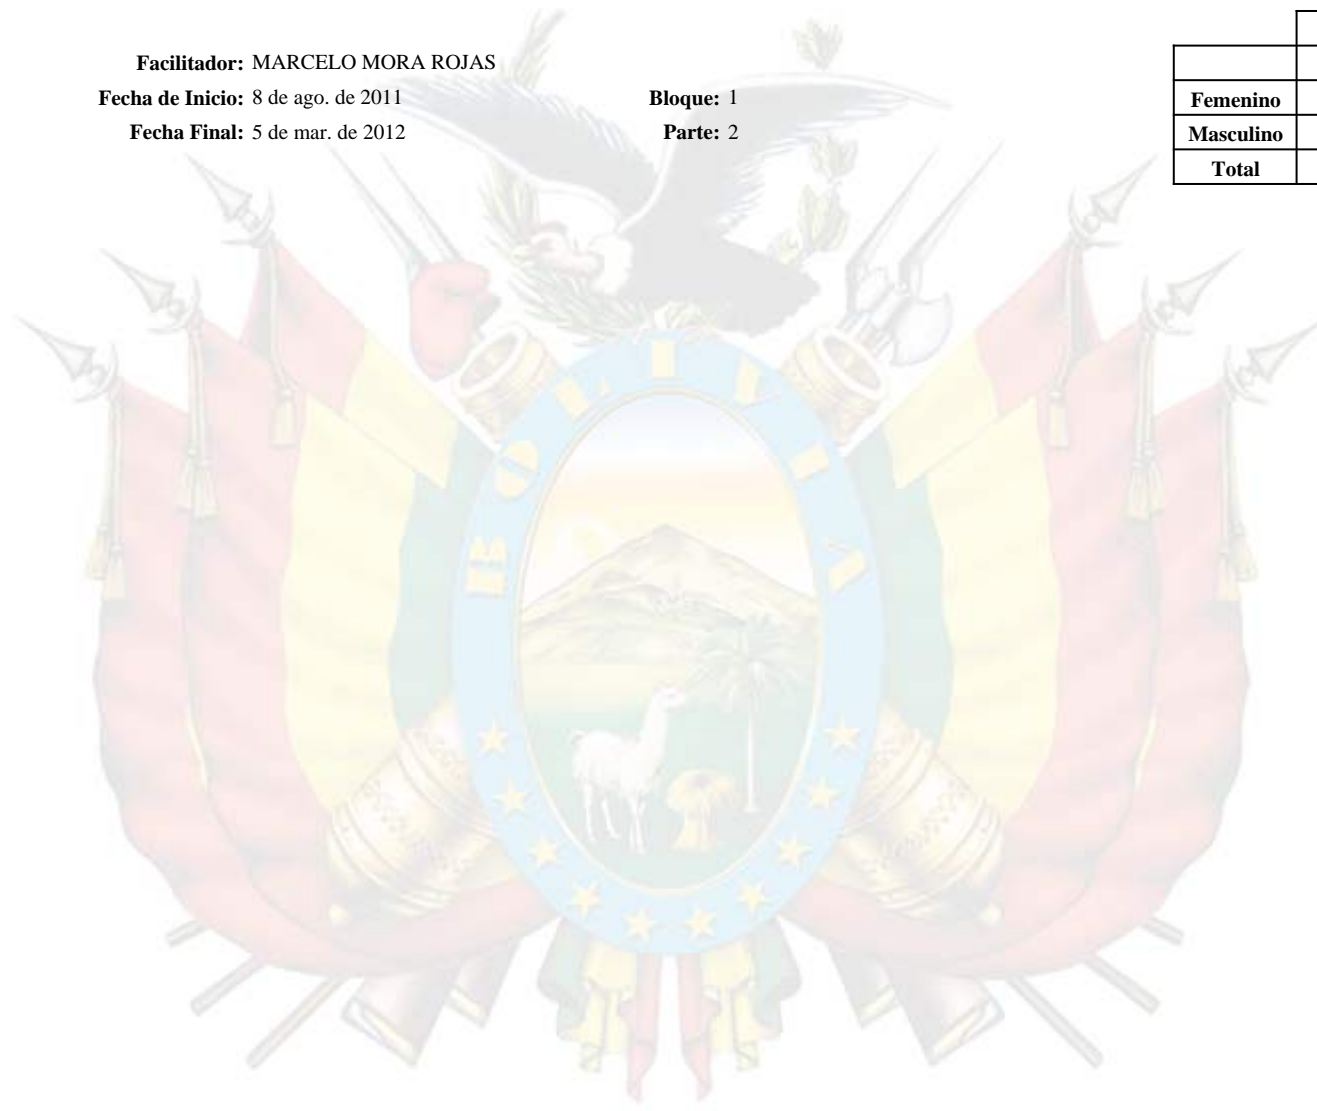 Facilitador: MARCELO MORA ROJAS
Fecha de Inicio: 8 de ago. de 2011 Bloque: 1
Fecha Final: 5 de mar. de 2012 Parte: 2
Femenino
Masculino
Total
BOLIVIA